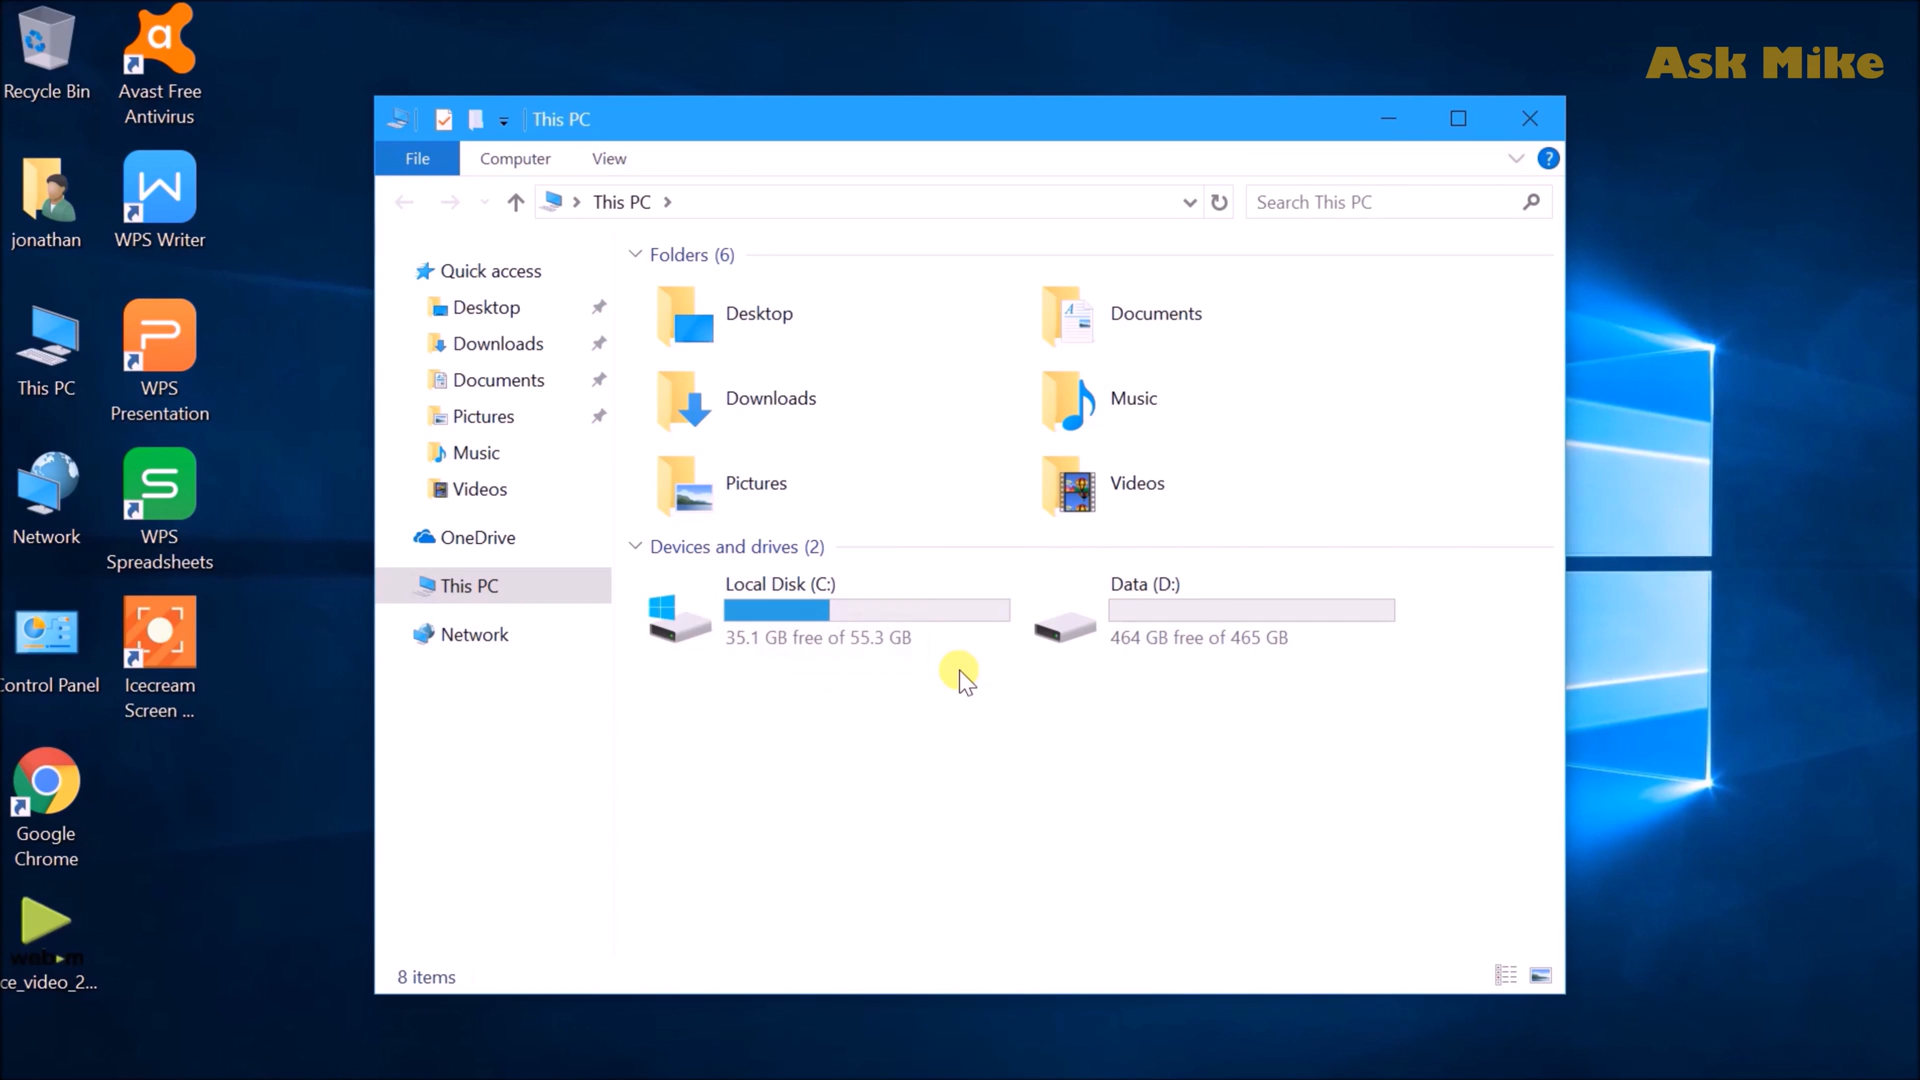 Ask Mike
Recycle Bin
Avast Free
Antivirus
jonathan
WPS Writer
This PC
WPS
Presentation
Network
WPS
Spreadsheets
ontrol Panel
Icecream
Screen ...
Google
Chrome
ce_video_2...
This PC
File
Computer
View
This PC
Search This PC
Quick access
Desktop
Downloads
Documents
Pictures
Music
Videos
OneDrive
This PC
Network
Folders (6)
Desktop
Documents
Downloads
Music
Pictures
Videos
Devices and drives (2)
Local Disk (C:)
35.1 GB free of 55.3 GB
Data (D:)
464 GB free of 465 GB
8 items